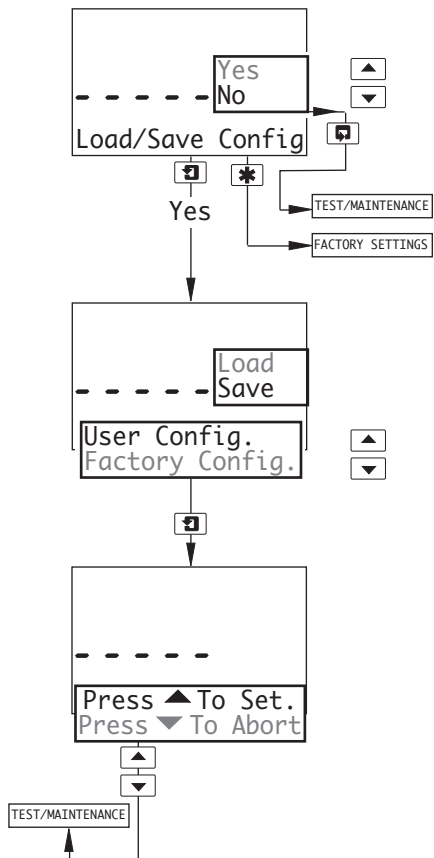 Yes
No
Load/Save Config
Yes
TEST/MAINTENANCE
FACTORY SETTINGS
Load
Save
User Config.
Factory Config.
Press ▲ To Set.
Press ▼ To Abort
TEST/MAINTENANCE